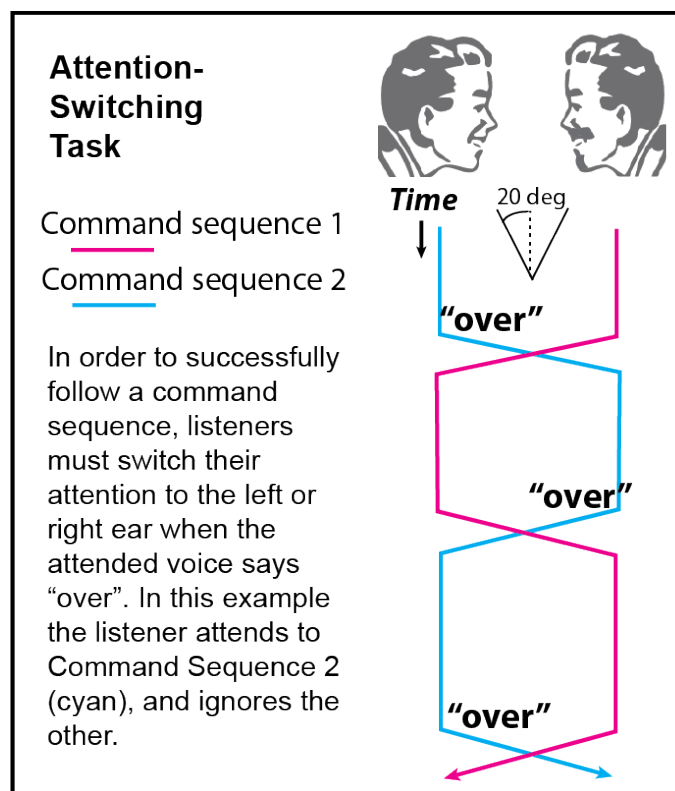 Attention-
Switching
Task
Command sequence 1
Command sequence 2
In order to successfully
follow a command
sequence, listeners
must switch their
attention to the left or
right ear when the
attended voice says
“over”. In this example
the listener attends to
Command Sequence 2
(cyan), and ignores the
other.
Time
20 deg
“over”
“over”
“over”